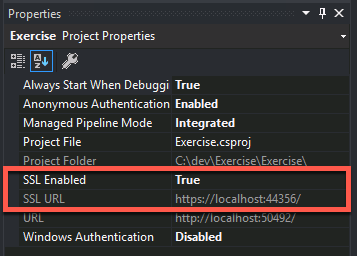 Properties
Exercise Project Properties
Always Start When Debuggi True
Anonymous Authentication Enabled
Managed Pipeline Mode Integrated
Project File Exercise.csproj
Project Folder C:\dev\Exercise\Exercise\
SSL Enabled True
SSL URL https://localhost:44356/
URL http://localhost:50492/
Windows Authentication Disabled